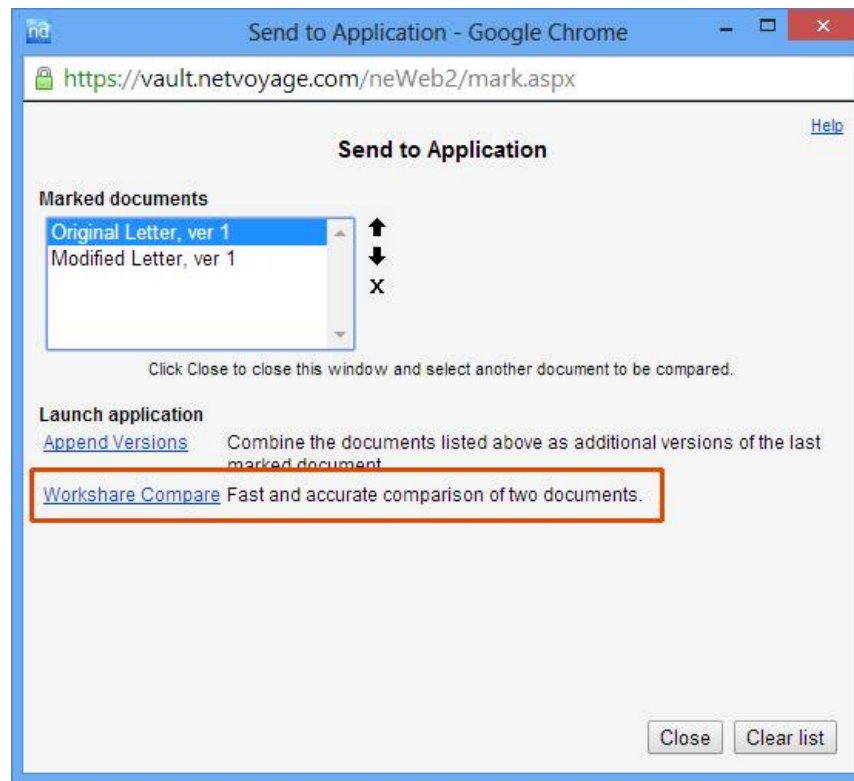 nd
Send to Application - Google Chrome
https://vault.netvoyage.com/neWeb2/mark.aspx
Help
Send to Application
Marked documents
Original Letter, ver 1
Modified Letter, ver 1
X
Click Close to close this window and select another document to be compared.
Launch application
Append Versions Combine the documents listed above as additional versions of the last
marked document.
Workshare Compare Fast and accurate comparison of two documents.
Close Clear list